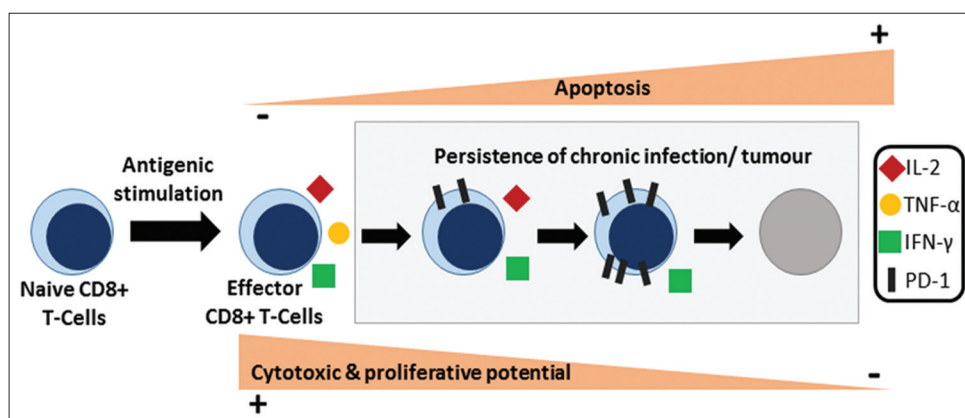 +
Apoptosis
-
Persistence of chronic infection/ tumour
Antigenic
stimulation
Naive CD8+
T-Cells
Effector
CD8+ T-Cells
IL-2
TNF-α
IFN-γ
PD-1
Cytotoxic & proliferative potential
-
+